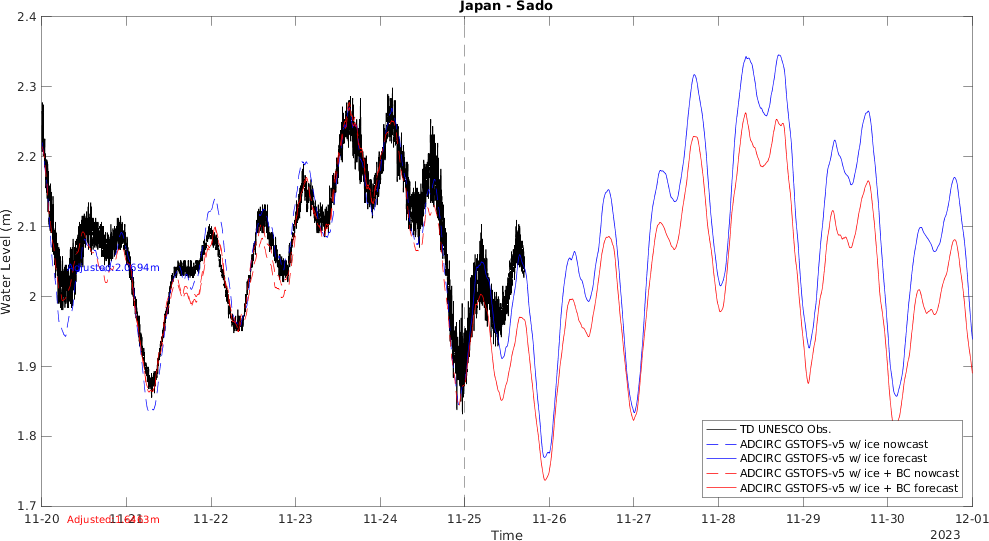 Japan - Sado
Water Level (m)
2.4
2.3
2.2
2.1
2
1.9
1.8
1.7
Adjusted:2.0594m
TD UNESCO Obs.
ADCIRC GSTOFS-v5 w/ ice nowcast
ADCIRC GSTOFS-v5 w/ ice forecast
ADCIRC GSTOFS-v5 w/ ice + BC nowcast
ADCIRC GSTOFS-v5 w/ ice + BC forecast
11-20 11-21 11-22 11-23 11-24 11-25 11-26 11-27 11-28 11-29 11-30 12-01
Time
2023